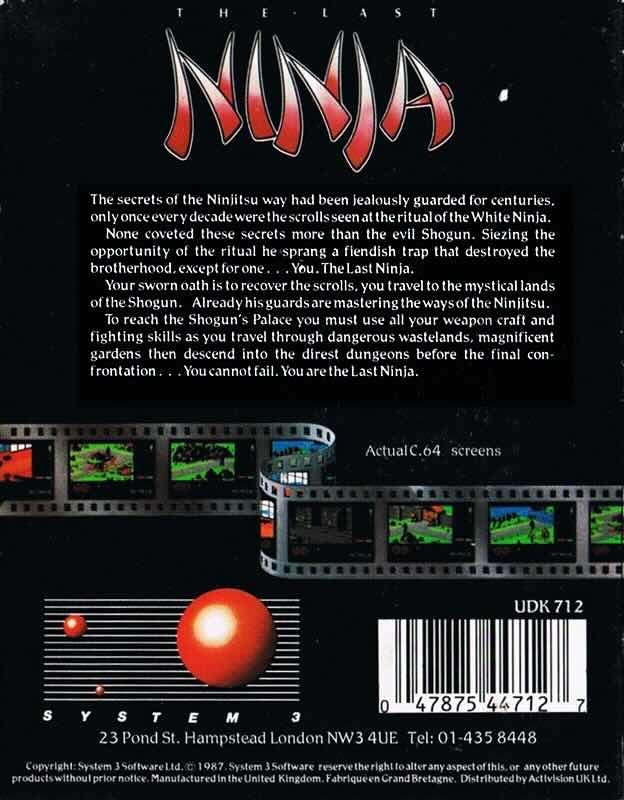 THE · LAST
NINJA
The secrets of the Ninjitsu way had been jealously guarded for centuries,
only once every decade were the scrolls seen at the ritual of the White Ninja.
None coveted these secrets more than the evil Shogun. Siezing the
opportunity of the ritual he sprang a fiendish trap that destroyed the
brotherhood, except for one . . . You. The Last Ninja.
Your sworn oath is to recover the scrolls, you travel to the mystical lands
of the Shogun. Already his guards are mastering the ways of the Ninjitsu.
To reach the Shogun's Palace you must use all your weapon craft and
fighting skills as you travel through dangerous wastelands, magnificent
gardens then descend into the direst dungeons before the final con-
frontation . . . You cannot fail. You are the Last Ninja.
Actual C.64 screens
UDK 712
0 47875 44712 7
SYSTEM 3
23 Pond St. Hampstead London NW3 4UE Tel: 01-435 8448
Copyright: System 3 Software Ltd. © 1987. System 3 Software reserve the right to alter any aspect of this, or any other future
products without prior notice. Manufactured in the United Kingdom. Fabrique en Grand Bretagne. Distributed by Activision UK Ltd.